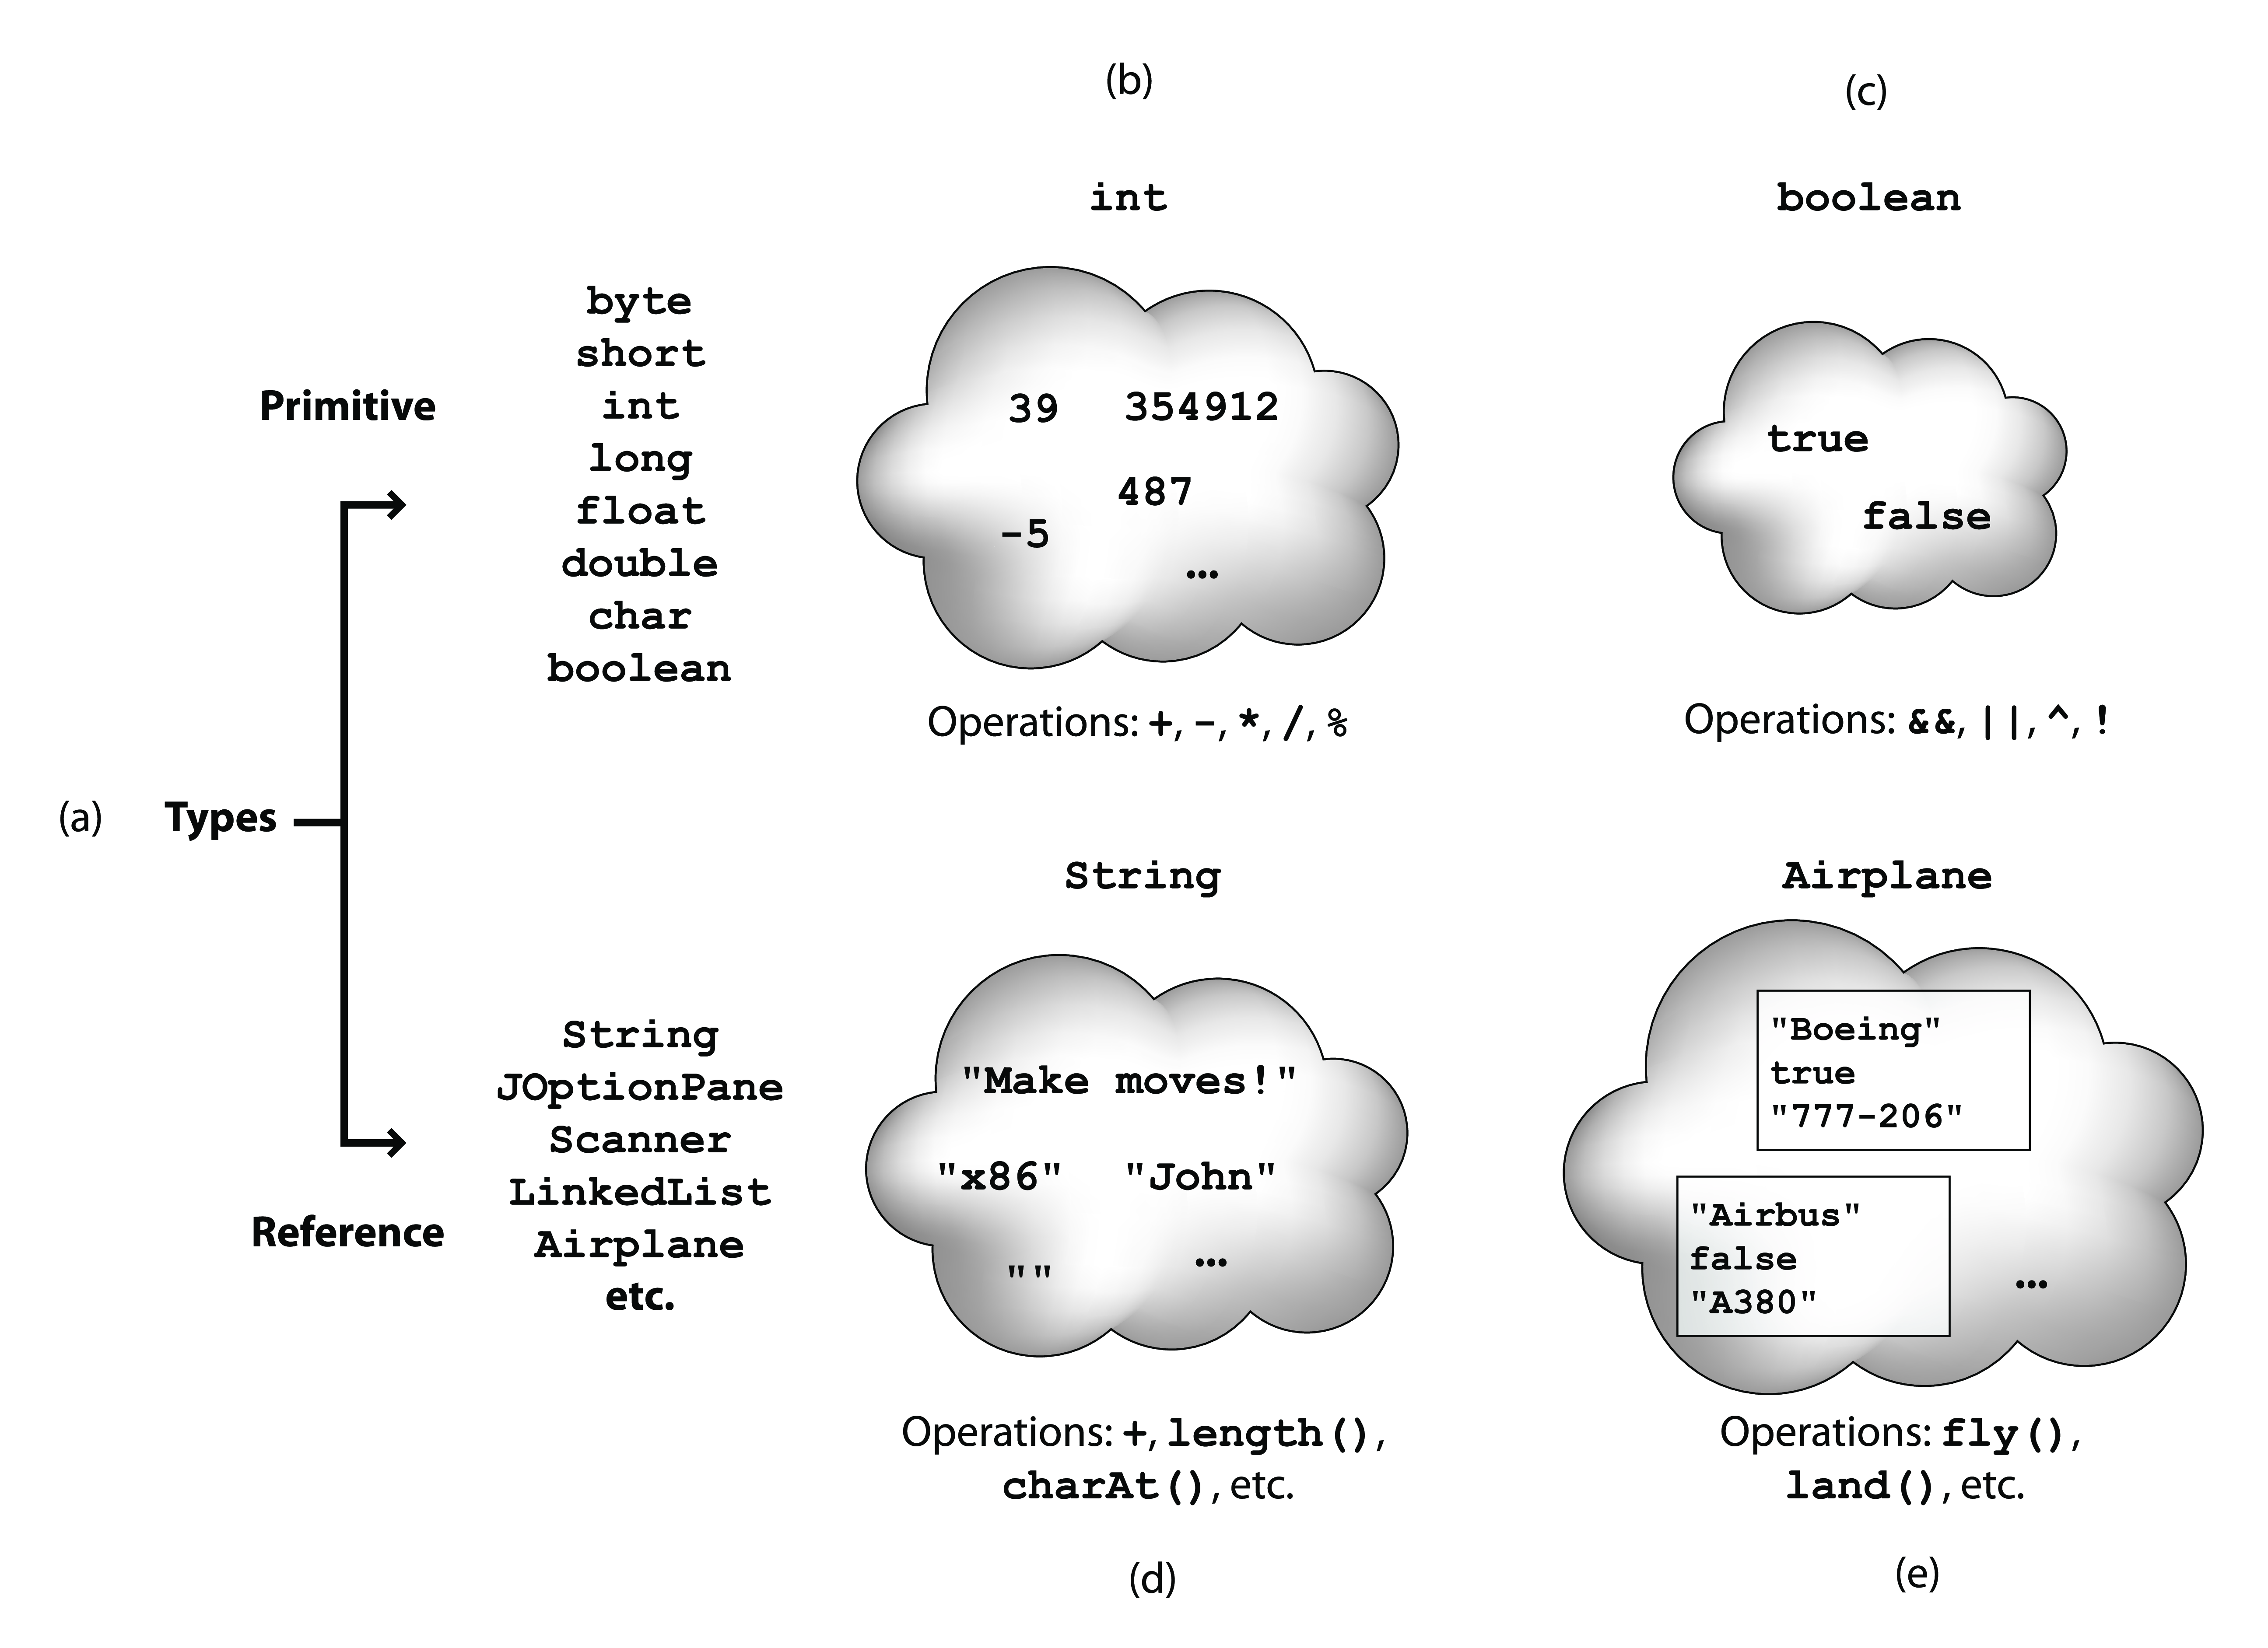 (b)
(c)
int
boolean
byte
short
int
long
float
double
char
boolean
Primitive
39 354912
487
-5
...
true
false
Operations: +, -, *, /, %
Operations: &&, ||, ^, !
(a) Types
String
Airplane
String
JOptionPane
Scanner
LinkedList
Airplane
etc.
Reference
"Make moves!"
"x86" "John"
""
...
"Boeing"
true
"777-206"
"Airbus"
false
"A380"
...
Operations: +, length(),
charAt(), etc.
Operations: fly(),
land(), etc.
(d)
(e)